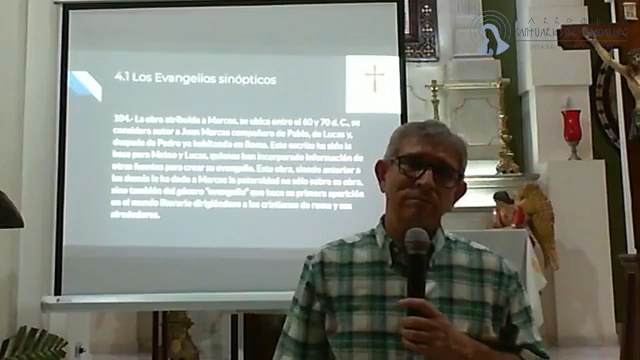 4.1 Los Evangelios sinópticos
104.- La obra atribuida a Marcos, se ubica entre el 60 y 70 d. C., se
considera autor a Juan Marcos compañero de Pablo, de Lucas y,
después de Pedro ya habitando en Roma. Este escrito ha sido la
base para Mateo y Lucas, quienes han incorporado información de
otras fuentes para crear su evangelio. Esta obra, siendo anterior a
las demás le ha dado a Marcos la paternidad no sólo sobre su obra,
sino también del género "evangelio" que hace su primera aparición
en el mundo literario dirigiéndose a los cristianos de roma y sus
alrededores.